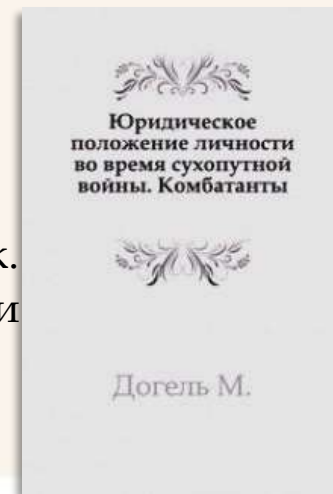 Юридическое
положение личности
во время сухопутной
войны. Комбатанты
к.
и
Догель М.